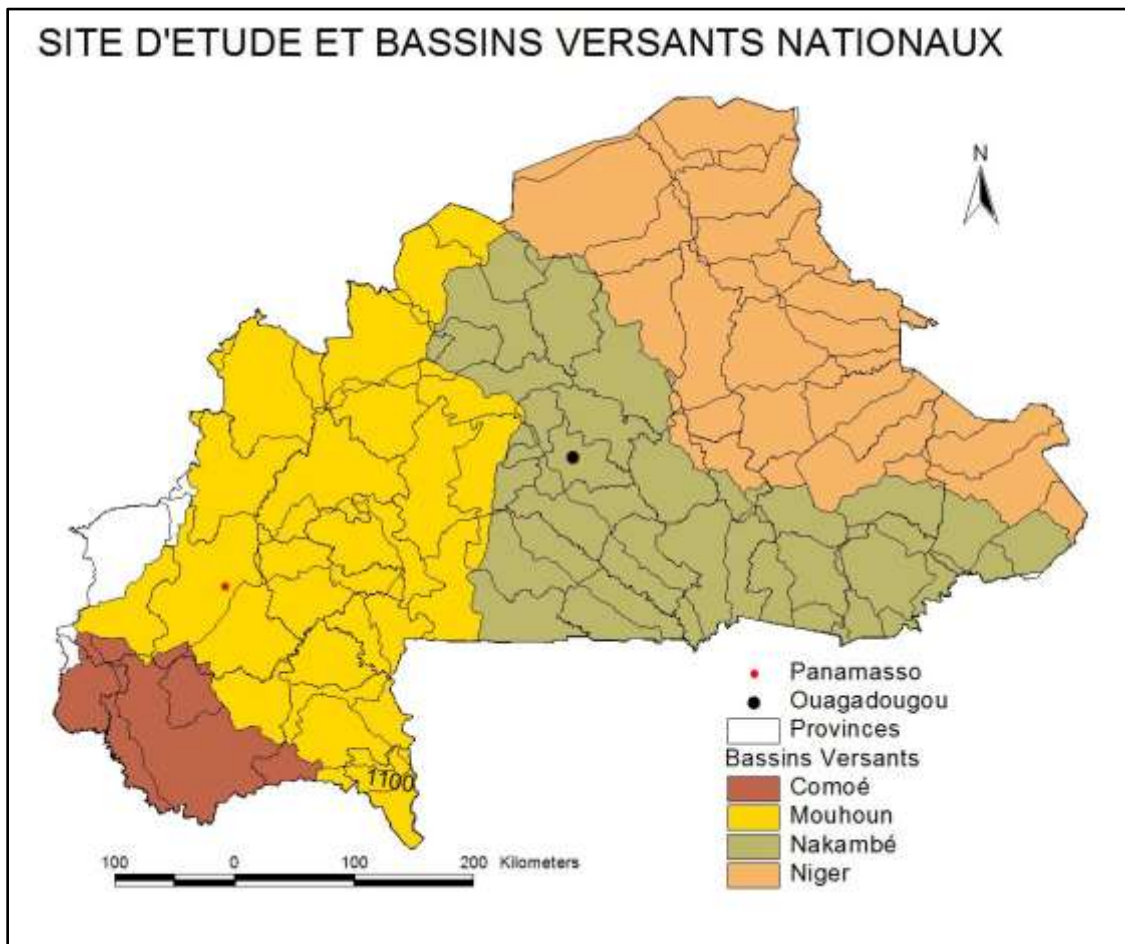 SITE D'ETUDE ET BASSINS VERSANTS NATIONAUX
N
1100
Panamasso
Ouagadougou
Provinces
Bassins Versants
Comoé
Mouhoun
Nakambé
Niger
100 0 100 200 Kilometers